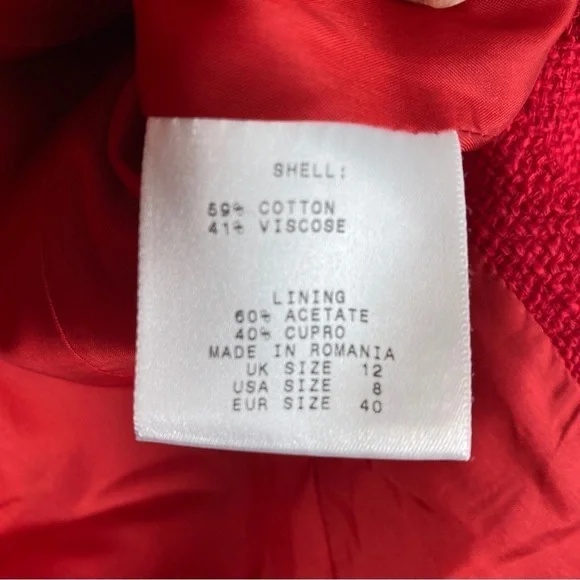 SHELL:
59% COTTON
41% VISCOSE
LINING
60% ACETATE
40% CUPRO
MADE IN ROMANIA
UK SIZE 12
USA SIZE 8
EUR SIZE 40